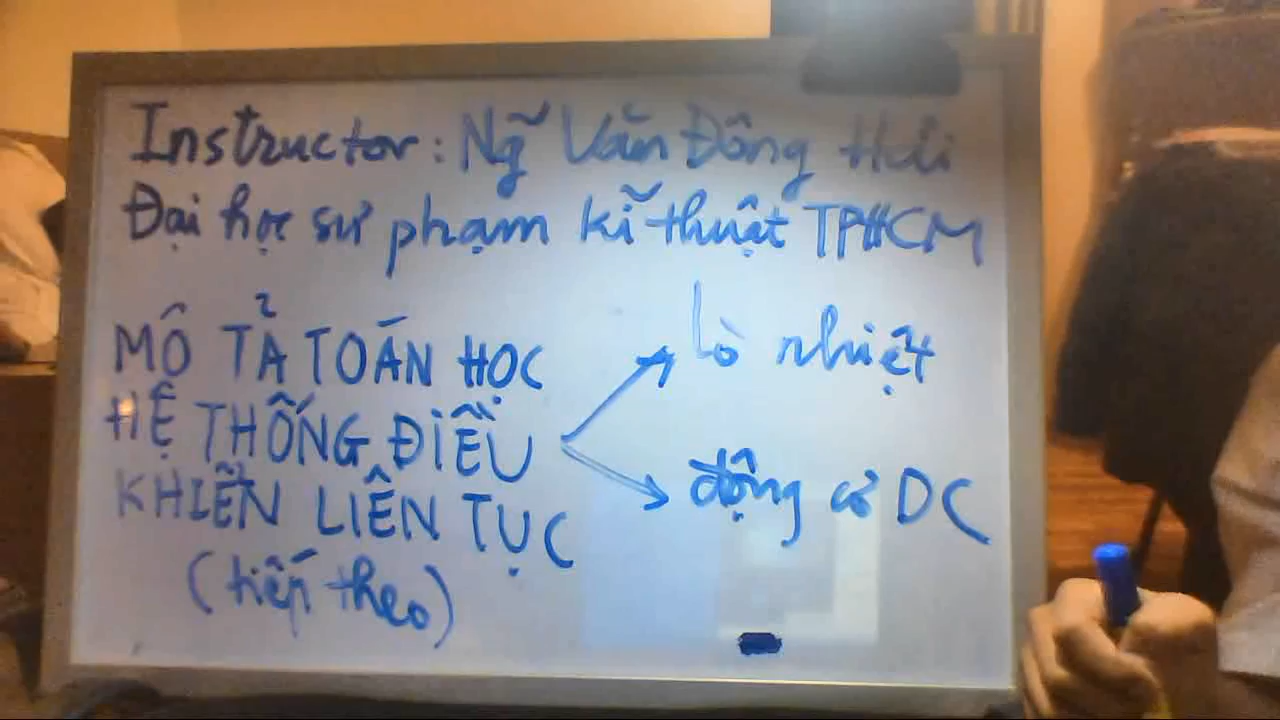 Instructor: Ng̃ Văn Đông Hải
Đại học sư phạm kĩ thuật TPHCM
MÔ TẢ TOÁN HỌC
HỆ THỐNG ĐIỀU
KHIỂN LIÊN TỤC
(tiếp theo)
lò nhiệt
động cơ DC